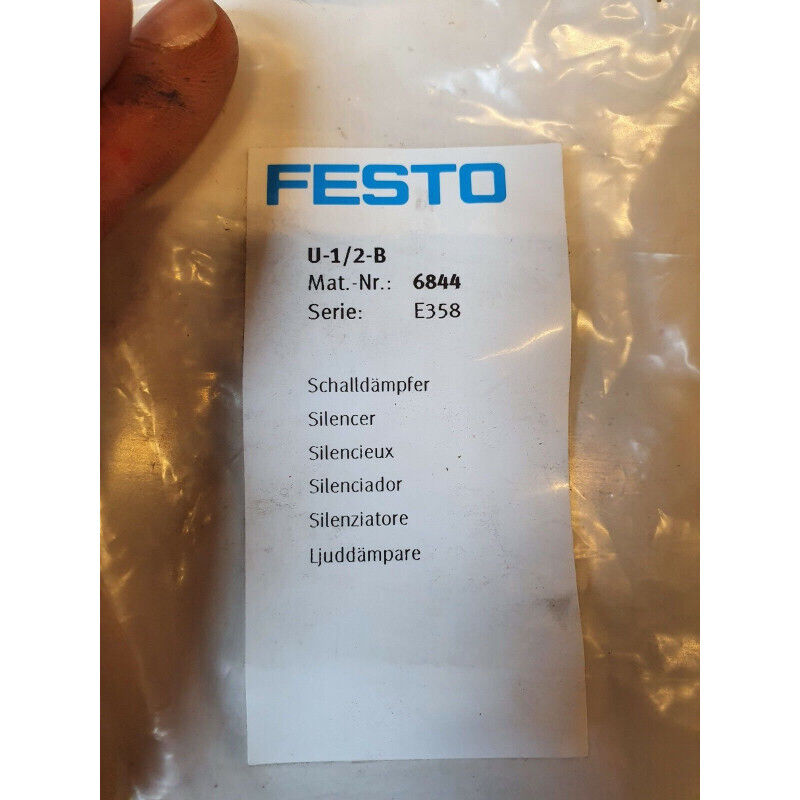 FESTO
U-1/2-B
Mat.-Nr.: 6844
Serie: E358
Schalldämpfer
Silencer
Silencieux
Silenciador
Silenziatore
Ljuddämpare